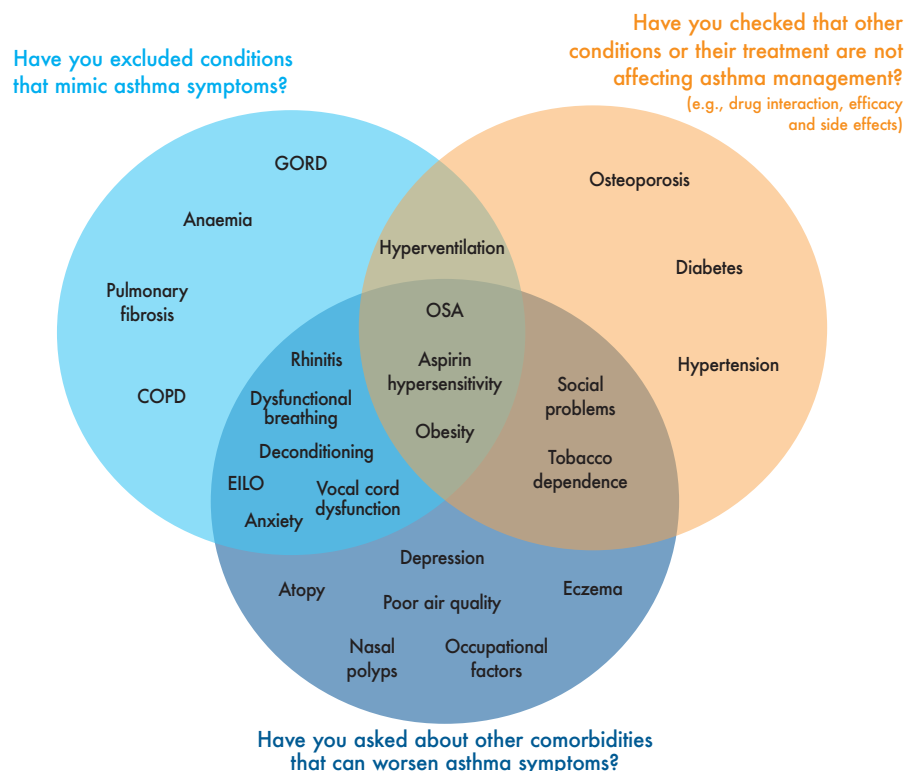 Have you excluded conditions
that mimic asthma symptoms?
Have you checked that other
conditions or their treatment are not
affecting asthma management?
(e.g., drug interaction, efficacy
and side effects)
GORD
Anaemia
Pulmonary
fibrosis
COPD
Hyperventilation
Osteoporosis
Diabetes
Hypertension
OSA
Aspirin
hypersensitivity
Obesity
Rhinitis
Dysfunctional
breathing
Deconditioning
EILO
Vocal cord
dysfunction
Anxiety
Social
problems
Tobacco
dependence
Depression
Atopy
Poor air quality
Eczema
Nasal
polyps
Occupational
factors
Have you asked about other comorbidities
that can worsen asthma symptoms?